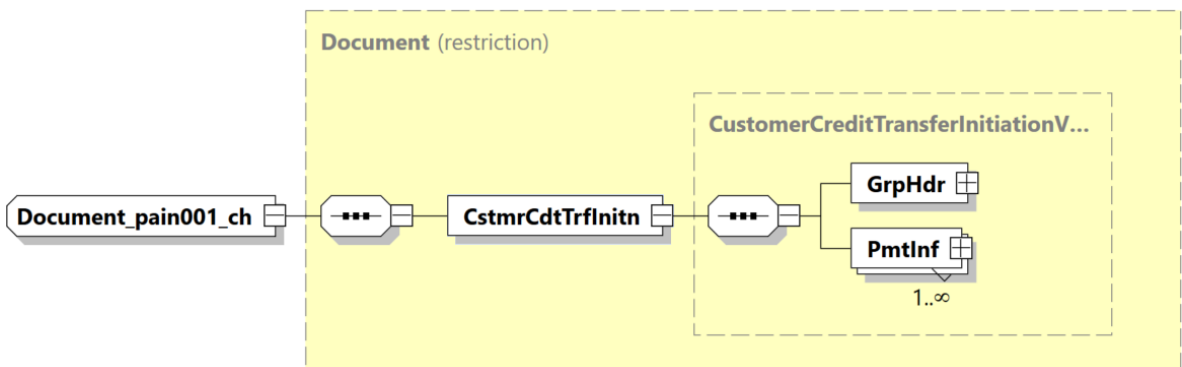 Document (restriction)
CustomerCreditTransferInitiationV...
GrpHdr
Document_pain001_ch
CstmrCdtTrfInitn
PmtInf
1..∞